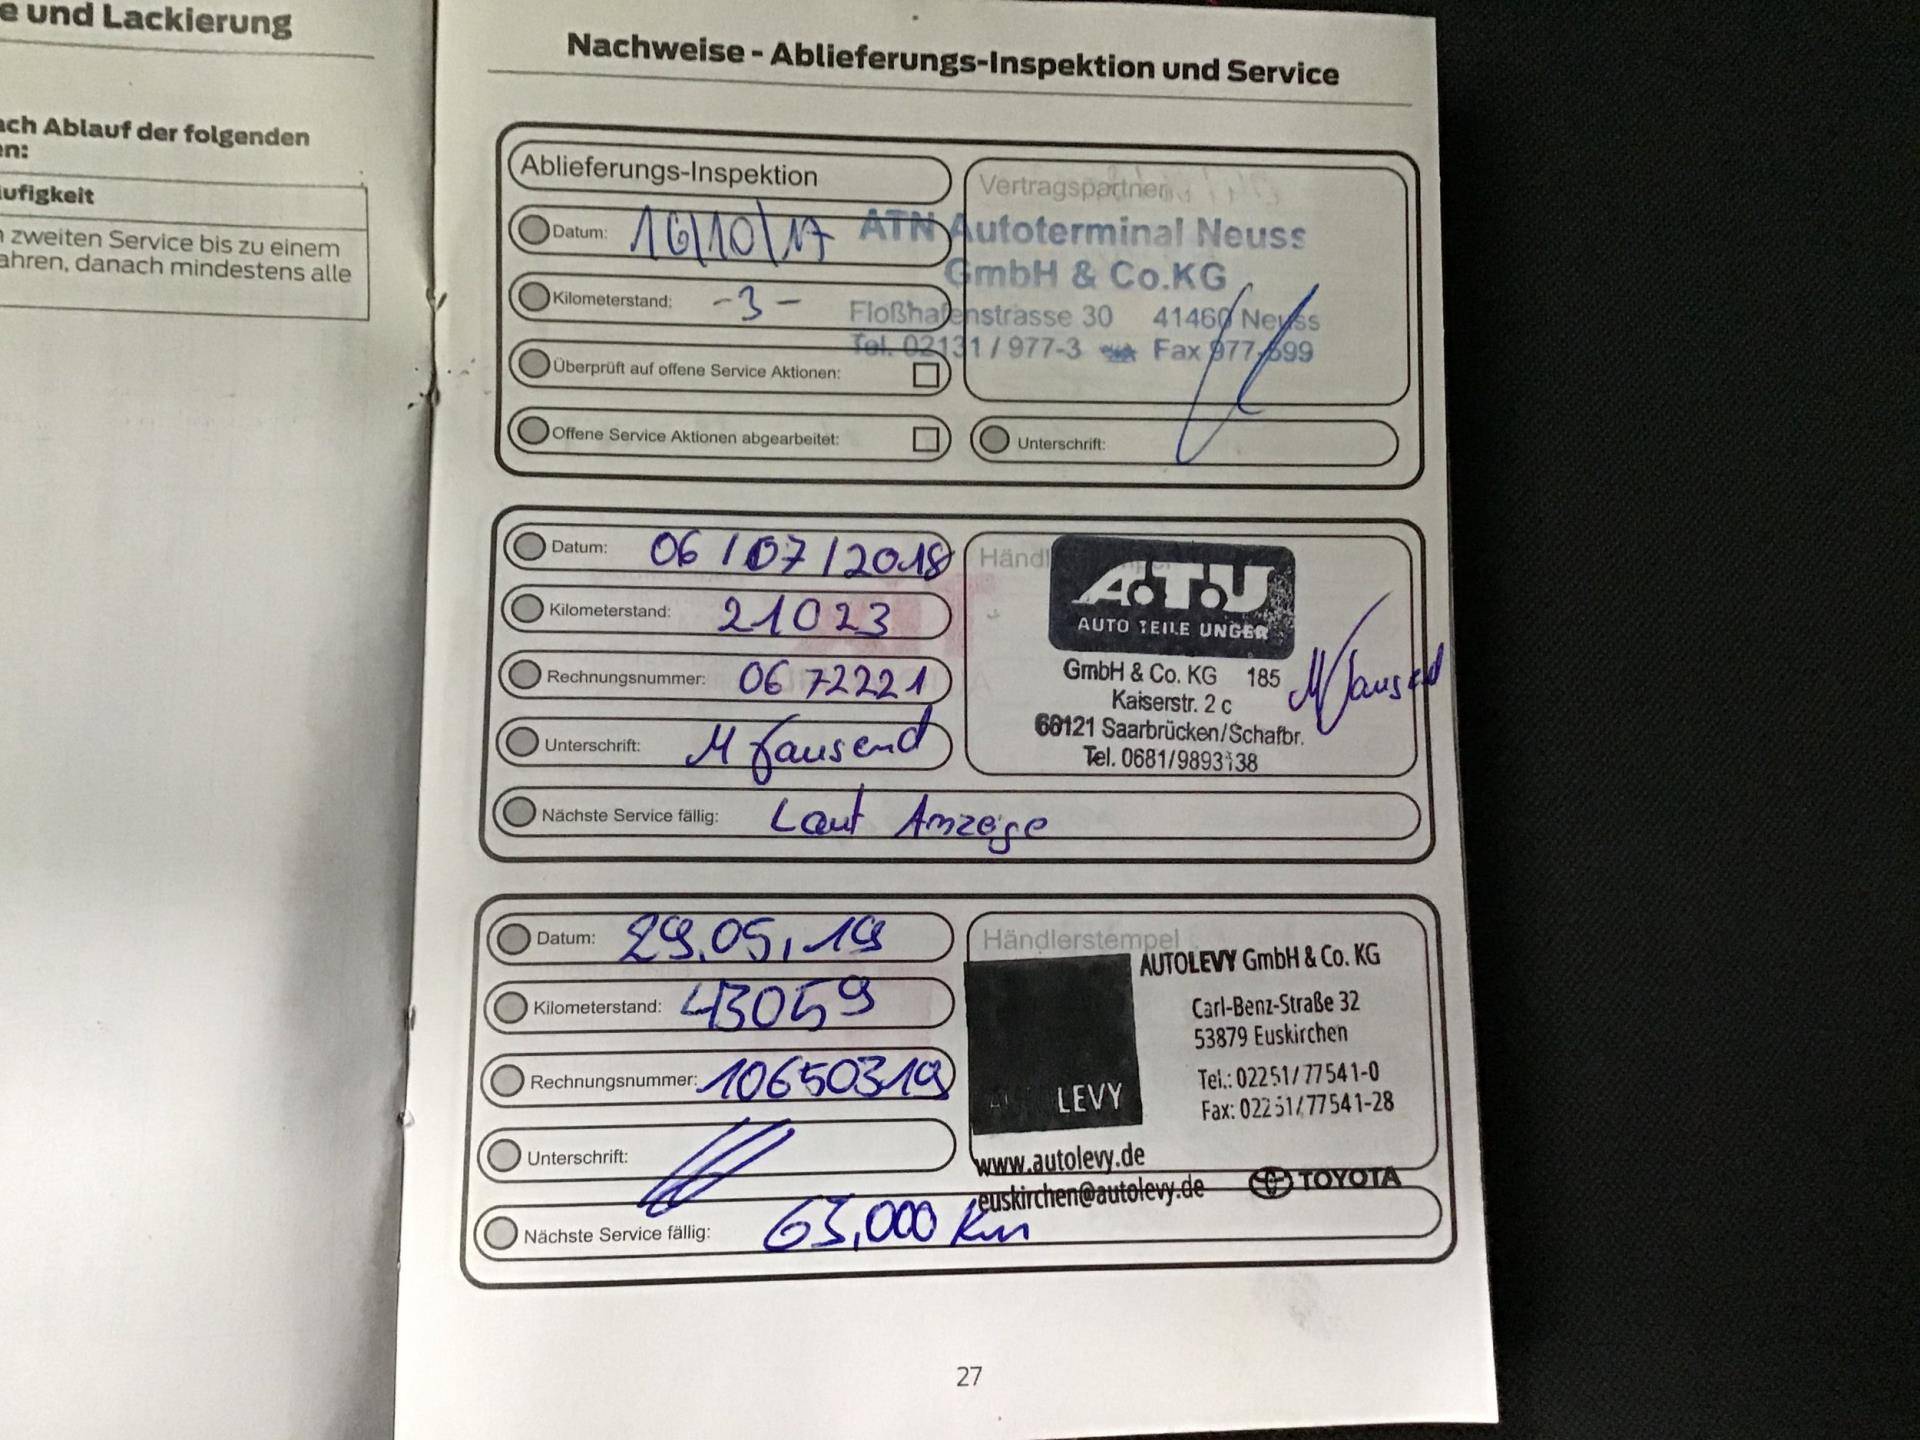 e und Lackierung
ach Ablauf der folgenden
en:
ufigkeit
zweiten Service bis zu einem
ahren, danach mindestens alle
Nachweise - Ablieferungs-Inspektion und Service
Ablieferungs-Inspektion
Datum: 16/10/17
Kilometerstand: -3-
Überprüft auf offene Service Aktionen:
Offene Service Aktionen abgearbeitet:
Vertragspartner
ATN Autoterminal Neuss
GmbH & Co.KG
Floßhafenstrasse 30 41460 Neuss
Tel. 02131 / 977-3 Fax 977-699
Unterschrift:
Datum: 06/07/2018
Kilometerstand: 21023
Rechnungsnummer: 0672221
Unterschrift: M Tausend
Nächste Service fällig: Laut Anzeige
A.T.U
AUTO TEILE UNGER
GmbH & Co. KG 185
Kaiserstr. 2 c
66121 Saarbrücken/Schafbr.
Tel. 0681/9893138
M Tausend
Datum: 29.05.19
Kilometerstand: 43059
Rechnungsnummer: 10650319
Unterschrift:
Nächste Service fällig: 63,000 km
Händlerstempel
AUTOLEVY GmbH & Co. KG
Carl-Benz-Straße 32
53879 Euskirchen
Tel.: 02251/77541-0
Fax: 02251/77541-28
LEVY
www.autolevy.de
euskirchen@autolevy.de
TOYOTA
27